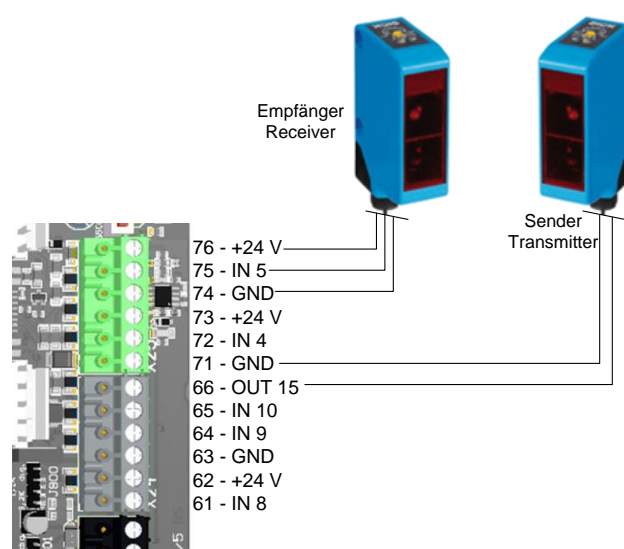 Empfänger
Receiver
Sender
Transmitter
76 - +24 V
75 - IN 5
74 - GND
73 - +24 V
72 - IN 4
71 - GND
66 - OUT 15
65 - IN 10
64 - IN 9
63 - GND
62 - +24 V
61 - IN 8
J800